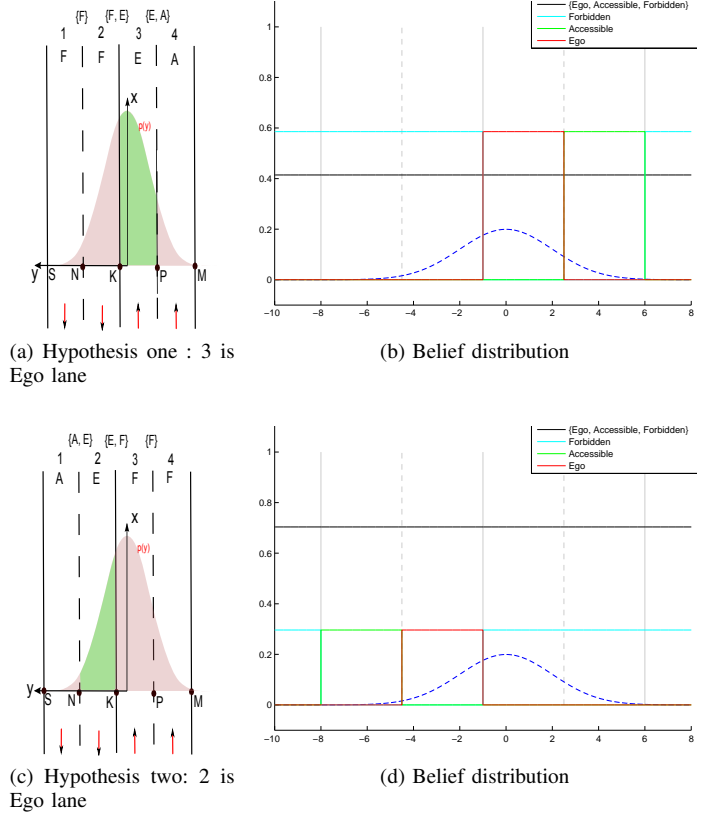 {F} {F, E} {E, A}
1 2 3 4
F F E A
x
p(y)
y S N K P M
(a) Hypothesis one : 3 is
Ego lane
{Ego, Accessible, Forbidden}
Forbidden
Accessible
Ego
1
0.8
0.6
0.4
0.2
0
−10 −8 −6 −4 −2 0 2 4 6 8
(b) Belief distribution
{A, E} {E, F} {F}
1 2 3 4
A E F F
x
p(y)
y S N K P M
(c) Hypothesis two: 2 is
Ego lane
{Ego, Accessible, Forbidden}
Forbidden
Accessible
Ego
1
0.8
0.6
0.4
0.2
0
−10 −8 −6 −4 −2 0 2 4 6 8
(d) Belief distribution